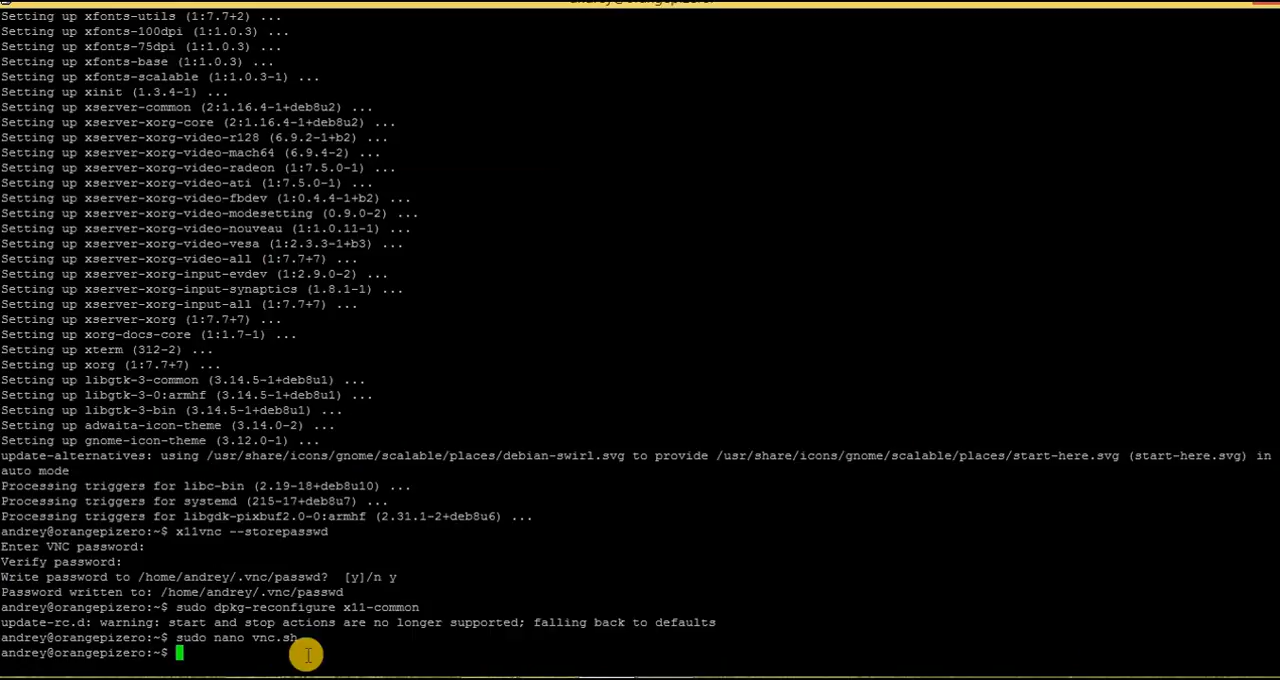 Setting up xfonts-utils (1:7.7+2) ...
Setting up xfonts-100dpi (1:1.0.3) ...
Setting up xfonts-75dpi (1:1.0.3) ...
Setting up xfonts-base (1:1.0.3) ...
Setting up xfonts-scalable (1:1.0.3-1) ...
Setting up xinit (1.3.4-1) ...
Setting up xserver-common (2:1.16.4-1+deb8u2) ...
Setting up xserver-xorg-core (2:1.16.4-1+deb8u2) ...
Setting up xserver-xorg-video-r128 (6.9.2-1+b2) ...
Setting up xserver-xorg-video-mach64 (6.9.4-2) ...
Setting up xserver-xorg-video-radeon (1:7.5.0-1) ...
Setting up xserver-xorg-video-ati (1:7.5.0-1) ...
Setting up xserver-xorg-video-fbdev (1:0.4.4-1+b2) ...
Setting up xserver-xorg-video-modesetting (0.9.0-2) ...
Setting up xserver-xorg-video-nouveau (1:1.0.11-1) ...
Setting up xserver-xorg-video-vesa (1:2.3.3-1+b3) ...
Setting up xserver-xorg-video-all (1:7.7+7) ...
Setting up xserver-xorg-input-evdev (1:2.9.0-2) ...
Setting up xserver-xorg-input-synaptics (1.8.1-1) ...
Setting up xserver-xorg-input-all (1:7.7+7) ...
Setting up xserver-xorg (1:7.7+7) ...
Setting up xorg-docs-core (1:1.7-1) ...
Setting up xterm (312-2) ...
Setting up xorg (1:7.7+7) ...
Setting up libgtk-3-common (3.14.5-1+deb8u1) ...
Setting up libgtk-3-0:armhf (3.14.5-1+deb8u1) ...
Setting up libgtk-3-bin (3.14.5-1+deb8u1) ...
Setting up adwaita-icon-theme (3.14.0-2) ...
Setting up gnome-icon-theme (3.12.0-1) ...
update-alternatives: using /usr/share/icons/gnome/scalable/places/debian-swirl.svg to provide /usr/share/icons/gnome/scalable/places/start-here.svg (start-here.svg) in
auto mode
Processing triggers for libc-bin (2.19-18+deb8u10) ...
Processing triggers for systemd (215-17+deb8u7) ...
Processing triggers for libgdk-pixbuf2.0-0:armhf (2.31.1-2+deb8u6) ...
andrey@orangepizero:~$ x11vnc --storepasswd
Enter VNC password:
Verify password:
Write password to /home/andrey/.vnc/passwd?  [y]/n y
Password written to: /home/andrey/.vnc/passwd
andrey@orangepizero:~$ sudo dpkg-reconfigure x11-common
update-rc.d: warning: start and stop actions are no longer supported; falling back to defaults
andrey@orangepizero:~$ sudo nano vnc.sh
andrey@orangepizero:~$